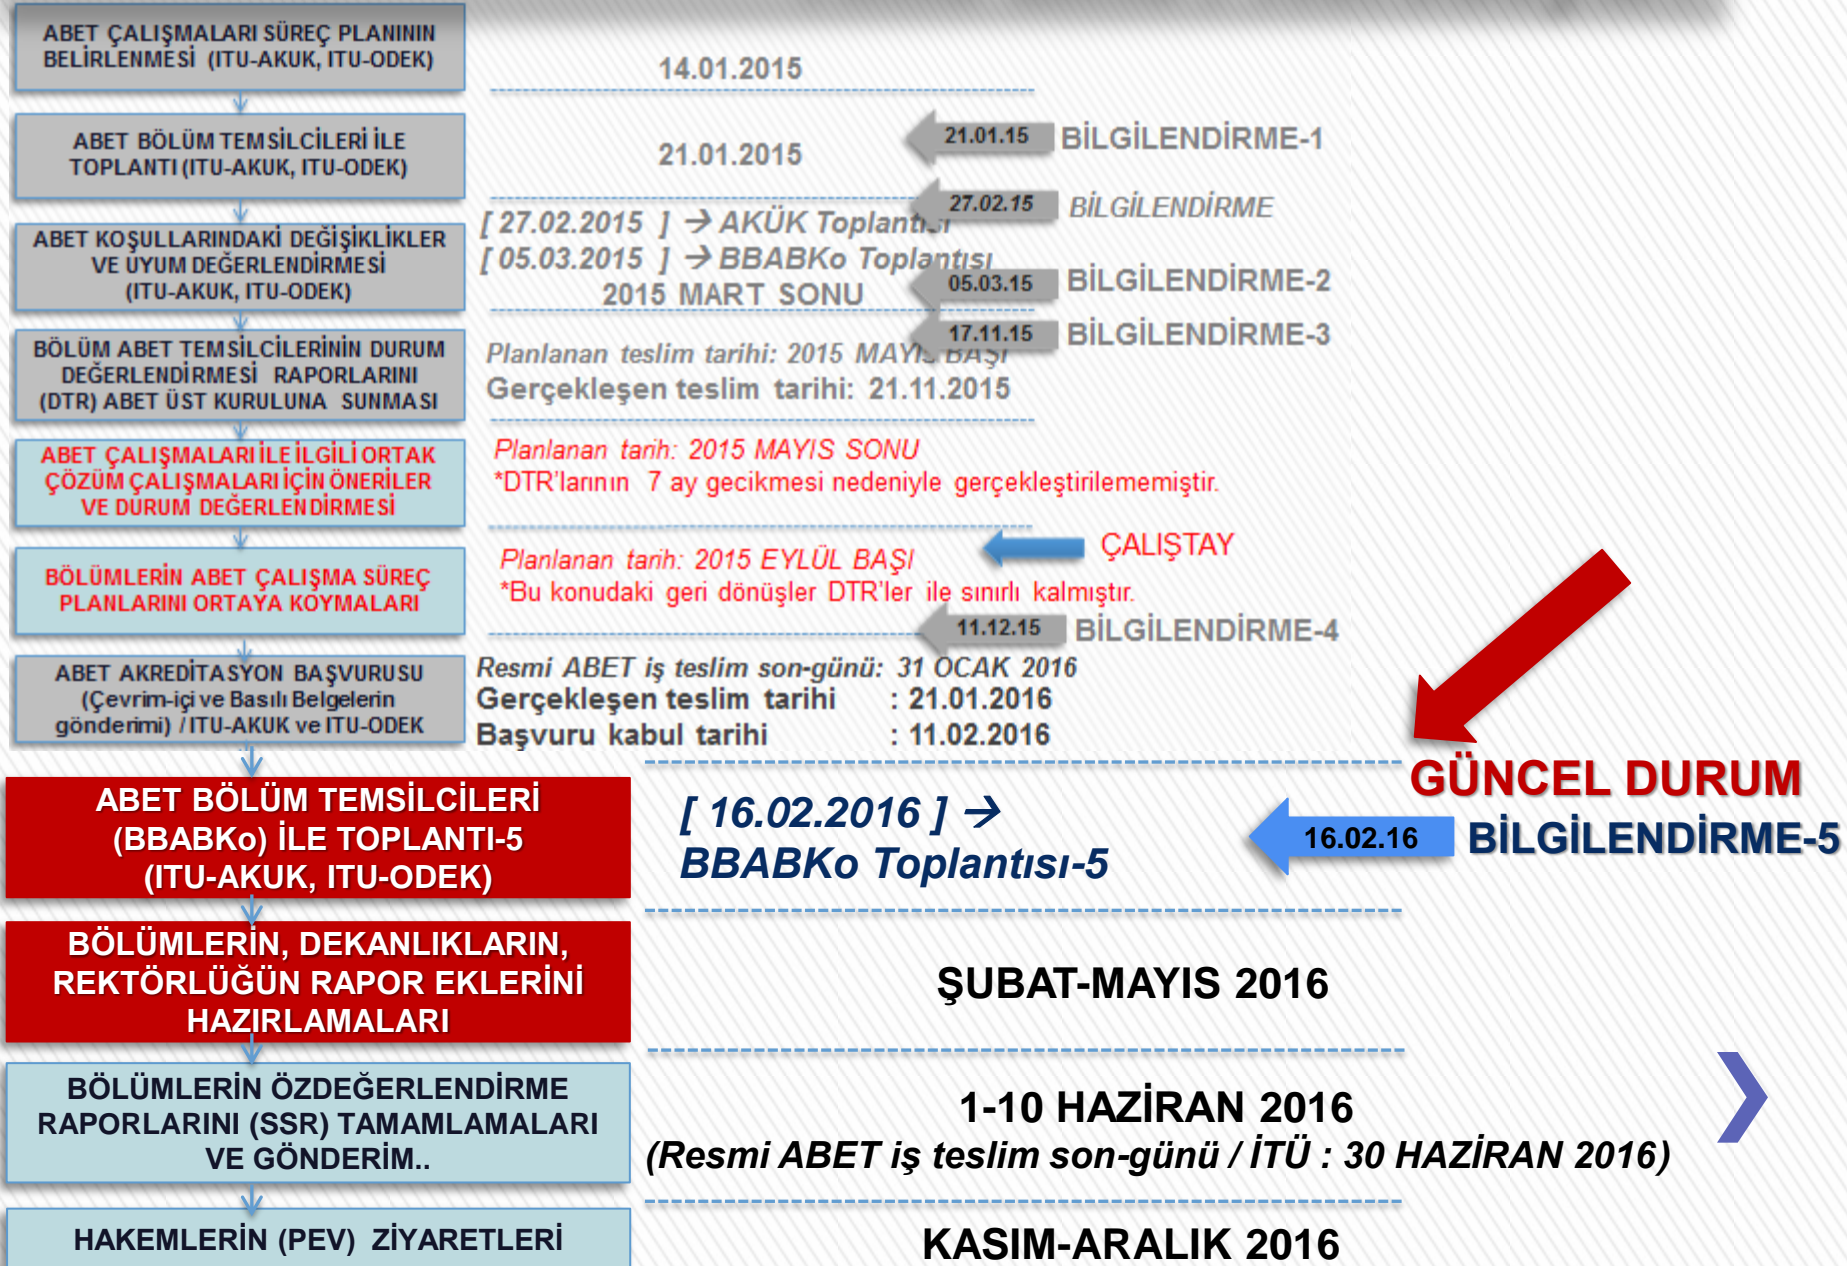 ABET ÇALIŞMALARI SÜREÇ PLANININ
BELİRLENMESİ (ITU-AKUK, ITU-ODEK)
14.01.2015
ABET BÖLÜM TEMSİLCİLERİ İLE
TOPLANTI (ITU-AKUK, ITU-ODEK)
21.01.2015
21.01.15 BİLGİLENDİRME-1
27.02.15 BİLGİLENDİRME
ABET KOŞULLARINDAKİ DEĞİŞİKLİKLER
VE UYUM DEĞERLENDİRMESİ
(ITU-AKUK, ITU-ODEK)
[ 27.02.2015 ] → AKÜK Toplantısı
[ 05.03.2015 ] → BBABKo Toplantısı
2015 MART SONU
05.03.15 BİLGİLENDİRME-2
17.11.15 BİLGİLENDİRME-3
BÖLÜM ABET TEMSİLCİLERİNİN DURUM
DEĞERLENDİRMESİ RAPORLARINI
(DTR) ABET ÜST KURULUNA SUNMASI
Planlanan teslim tarihi: 2015 MAYIS BAŞI
Gerçekleşen teslim tarihi: 21.11.2015
ABET ÇALIŞMALARI İLE İLGİLİ ORTAK
ÇÖZÜM ÇALIŞMALARI İÇİN ÖNERİLER
VE DURUM DEĞERLENDİRMESİ
Planlanan tarih: 2015 MAYIS SONU
*DTR'larının 7 ay gecikmesi nedeniyle gerçekleştirilememiştir.
BÖLÜMLERİN ABET ÇALIŞMA SÜREÇ
PLANLARINI ORTAYA KOYMALARI
Planlanan tarih: 2015 EYLÜL BAŞI
*Bu konudaki geri dönüşler DTR'ler ile sınırlı kalmıştır.
ÇALIŞTAY
11.12.15 BİLGİLENDİRME-4
ABET AKREDİTASYON BAŞVURUSU
(Çevrim-içi ve Basılı Belgelerin
gönderimi) / ITU-AKUK ve ITU-ODEK
Resmi ABET iş teslim son-günü: 31 OCAK 2016
Gerçekleşen teslim tarihi : 21.01.2016
Başvuru kabul tarihi : 11.02.2016
GÜNCEL DURUM
ABET BÖLÜM TEMSİLCİLERİ
(BBABKo) İLE TOPLANTI-5
(ITU-AKUK, ITU-ODEK)
[ 16.02.2016 ] →
BBABKo Toplantısı-5
16.02.16 BİLGİLENDİRME-5
BÖLÜMLERİN, DEKANLIKLARIN,
REKTÖRLÜĞÜN RAPOR EKLERİNİ
HAZIRLAMALARI
ŞUBAT-MAYIS 2016
BÖLÜMLERİN ÖZDEĞERLENDİRME
RAPORLARINI (SSR) TAMAMLAMALARI
VE GÖNDERİM..
1-10 HAZİRAN 2016
(Resmi ABET iş teslim son-günü / İTÜ : 30 HAZİRAN 2016)
HAKEMLERİN (PEV) ZİYARETLERİ
KASIM-ARALIK 2016